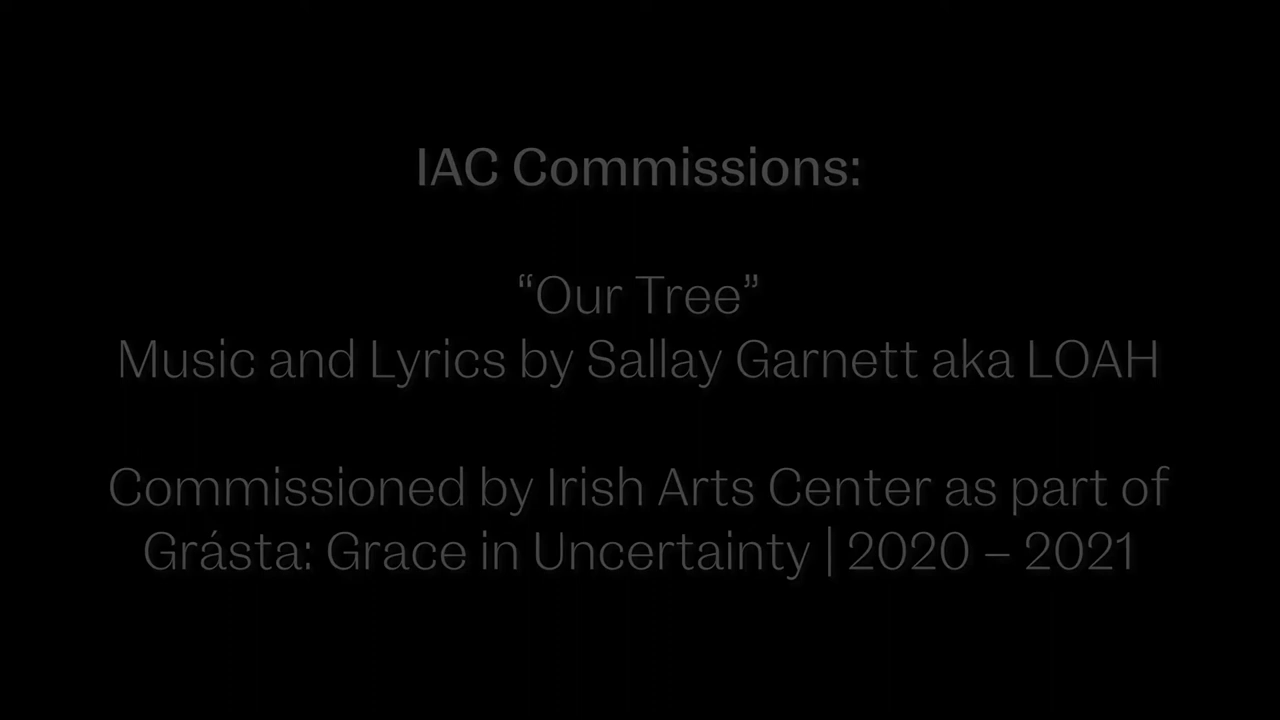 IAC Commissions:
“Our Tree”
Music and Lyrics by Sallay Garnett aka LOAH
Commissioned by Irish Arts Center as part of
Grásta: Grace in Uncertainty | 2020 – 2021